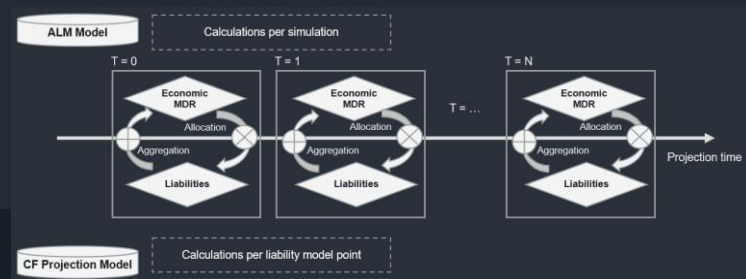 ALM Model
Calculations per simulation
T = 0
T = 1
T = N
Economic
MDR
Economic
MDR
Economic
MDR
T = ...
Allocation
Allocation
Allocation
Aggregation
Aggregation
Aggregation
Projection time
Liabilities
Liabilities
Liabilities
Calculations per liability model point
CF Projection Model